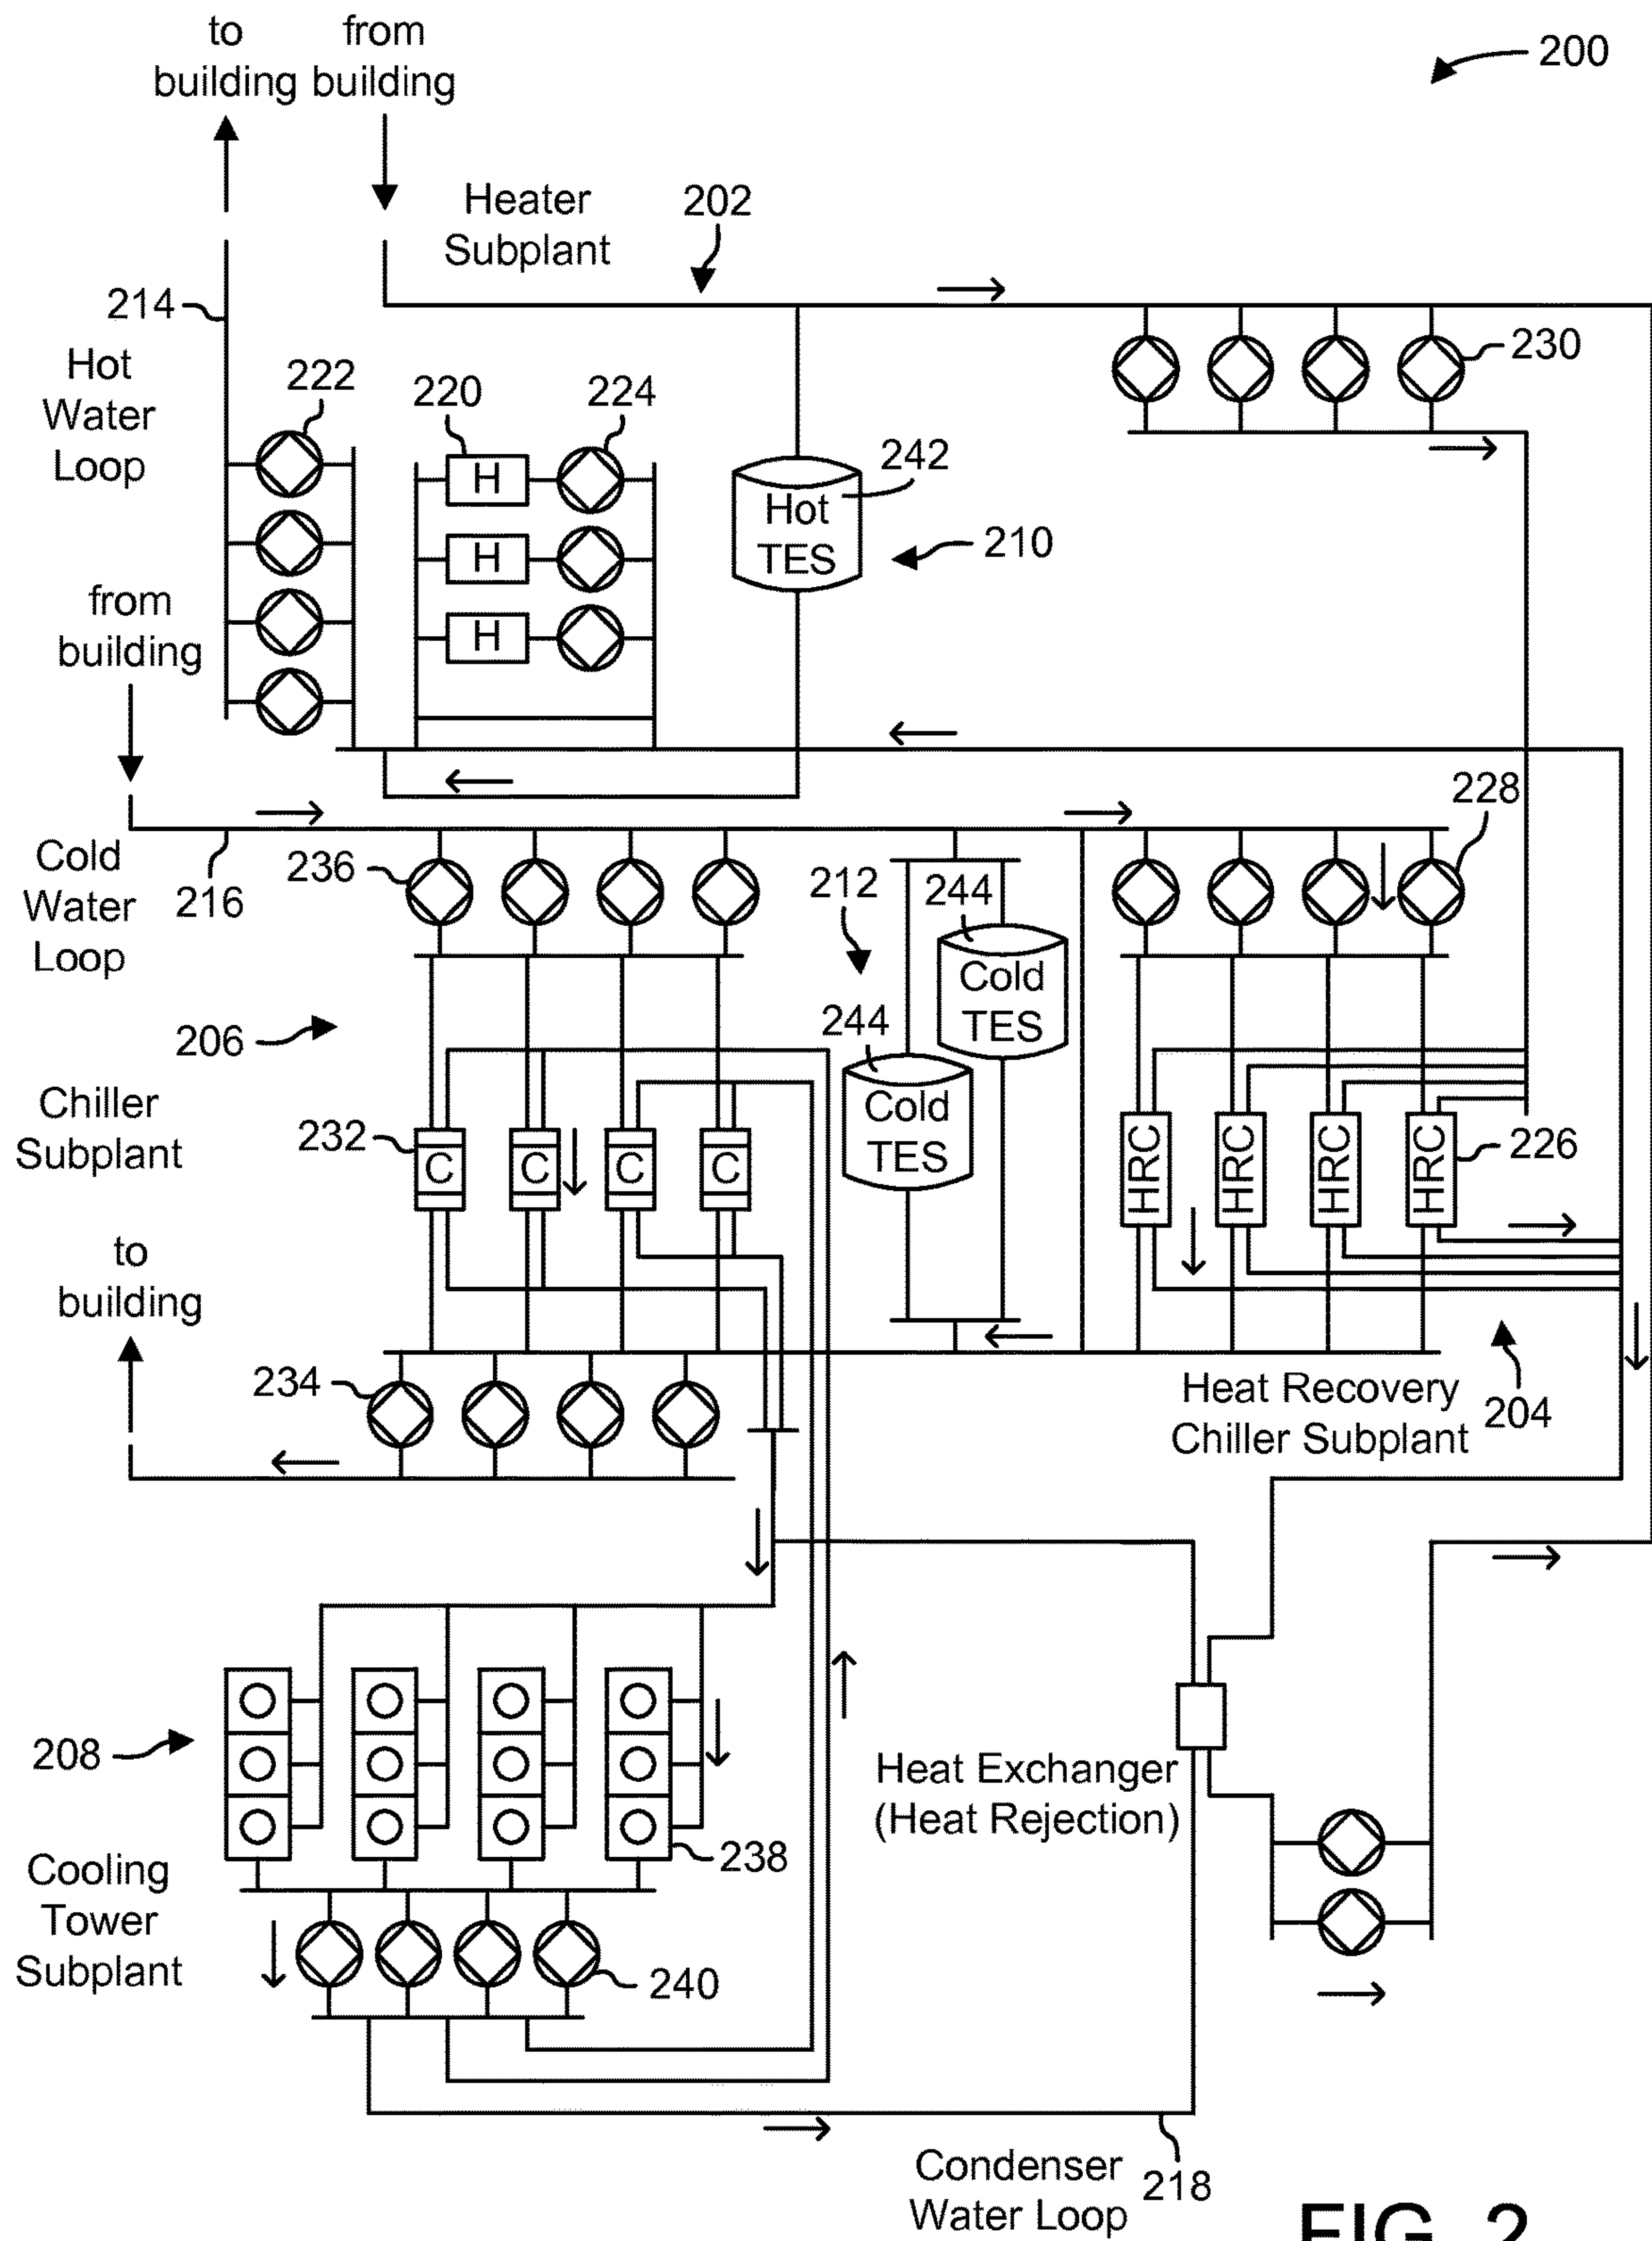 to from
building building
200
Heater
Subplant
202
214
Hot
Water
Loop
222
220
224
230
H
H
H
242
Hot
TES
210
from
building
228
Cold
Water
Loop
216
236
212
244
Cold
TES
244
Cold
TES
206
Chiller
Subplant
232
C
C
C
C
HRC
HRC
HRC
HRC
226
to
building
234
Heat Recovery
Chiller Subplant
204
208
Heat Exchanger
(Heat Rejection)
238
Cooling
Tower
Subplant
240
Condenser
Water Loop
218
FIG. 2